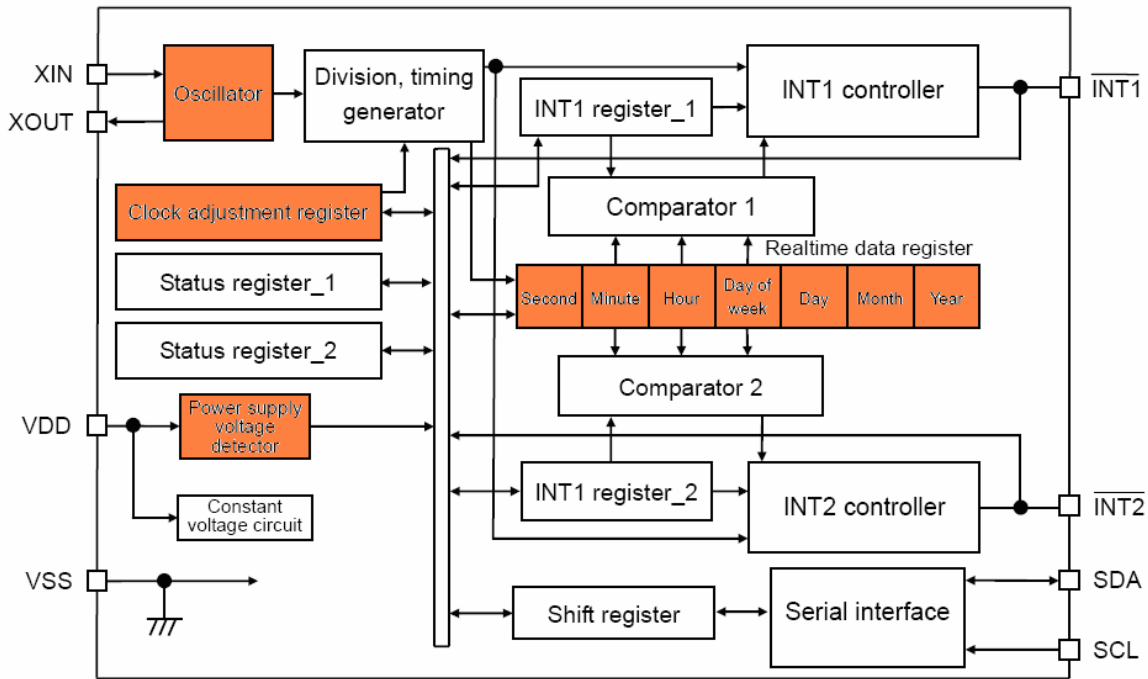 XIN
XOUT
Oscillator
Division, timing
generator
INT1 register_1
INT1 controller
INT1
Clock adjustment register
Comparator 1
Realtime data register
Status register_1
Second
Minute
Hour
Day of
week
Day
Month
Year
Status register_2
Comparator 2
VDD
Power supply
voltage
detector
INT1 register_2
INT2 controller
INT2
Constant
voltage circuit
VSS
Shift register
Serial interface
SDA
SCL